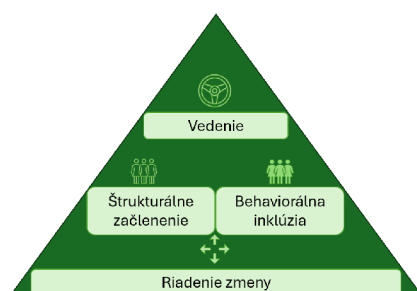 Vedenie
Štrukturálne
začlenenie
Behaviorálna
inklúzia
Riadenie zmeny